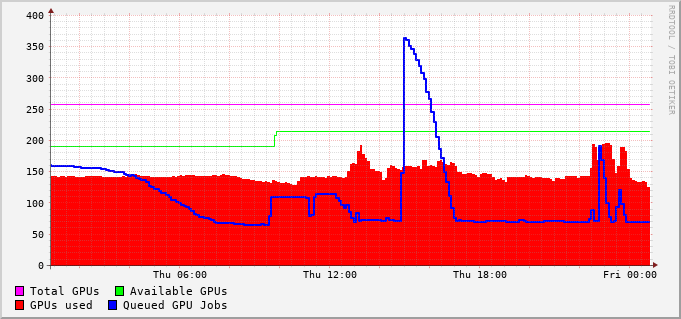 400
350
300
250
200
150
100
50
0
Thu 06:00 Thu 12:00 Thu 18:00 Fri 00:00
Total GPUs Available GPUs
GPUs used Queued GPU Jobs
RRDTOOL / TOBI OETIKER